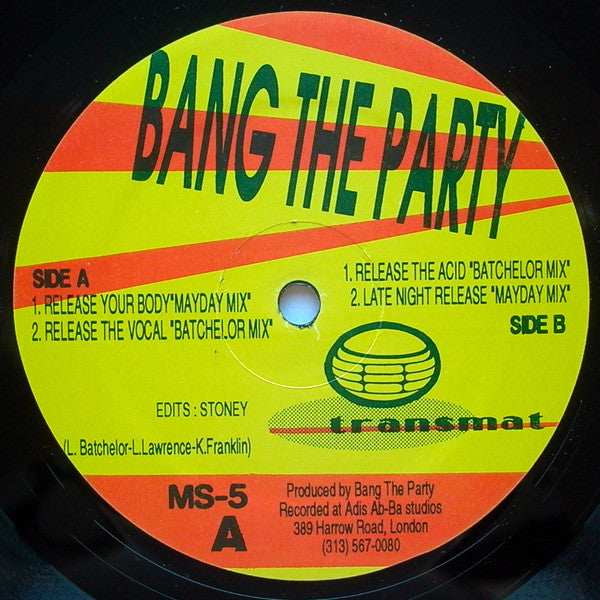 BANG THE PARTY
SIDE A
1. RELEASE YOUR BODY"MAYDAY MIX"
2. RELEASE THE VOCAL "BATCHELOR MIX"
1. RELEASE THE ACID "BATCHELOR MIX"
2. LATE NIGHT RELEASE "MAYDAY MIX"
SIDE B
EDITS : STONEY
(L. Batchelor-L.Lawrence-K.Franklin)
transmat
MS-5
A
Produced by Bang The Party
Recorded at Adis Ab-Ba studios
389 Harrow Road, London
(313) 567-0080